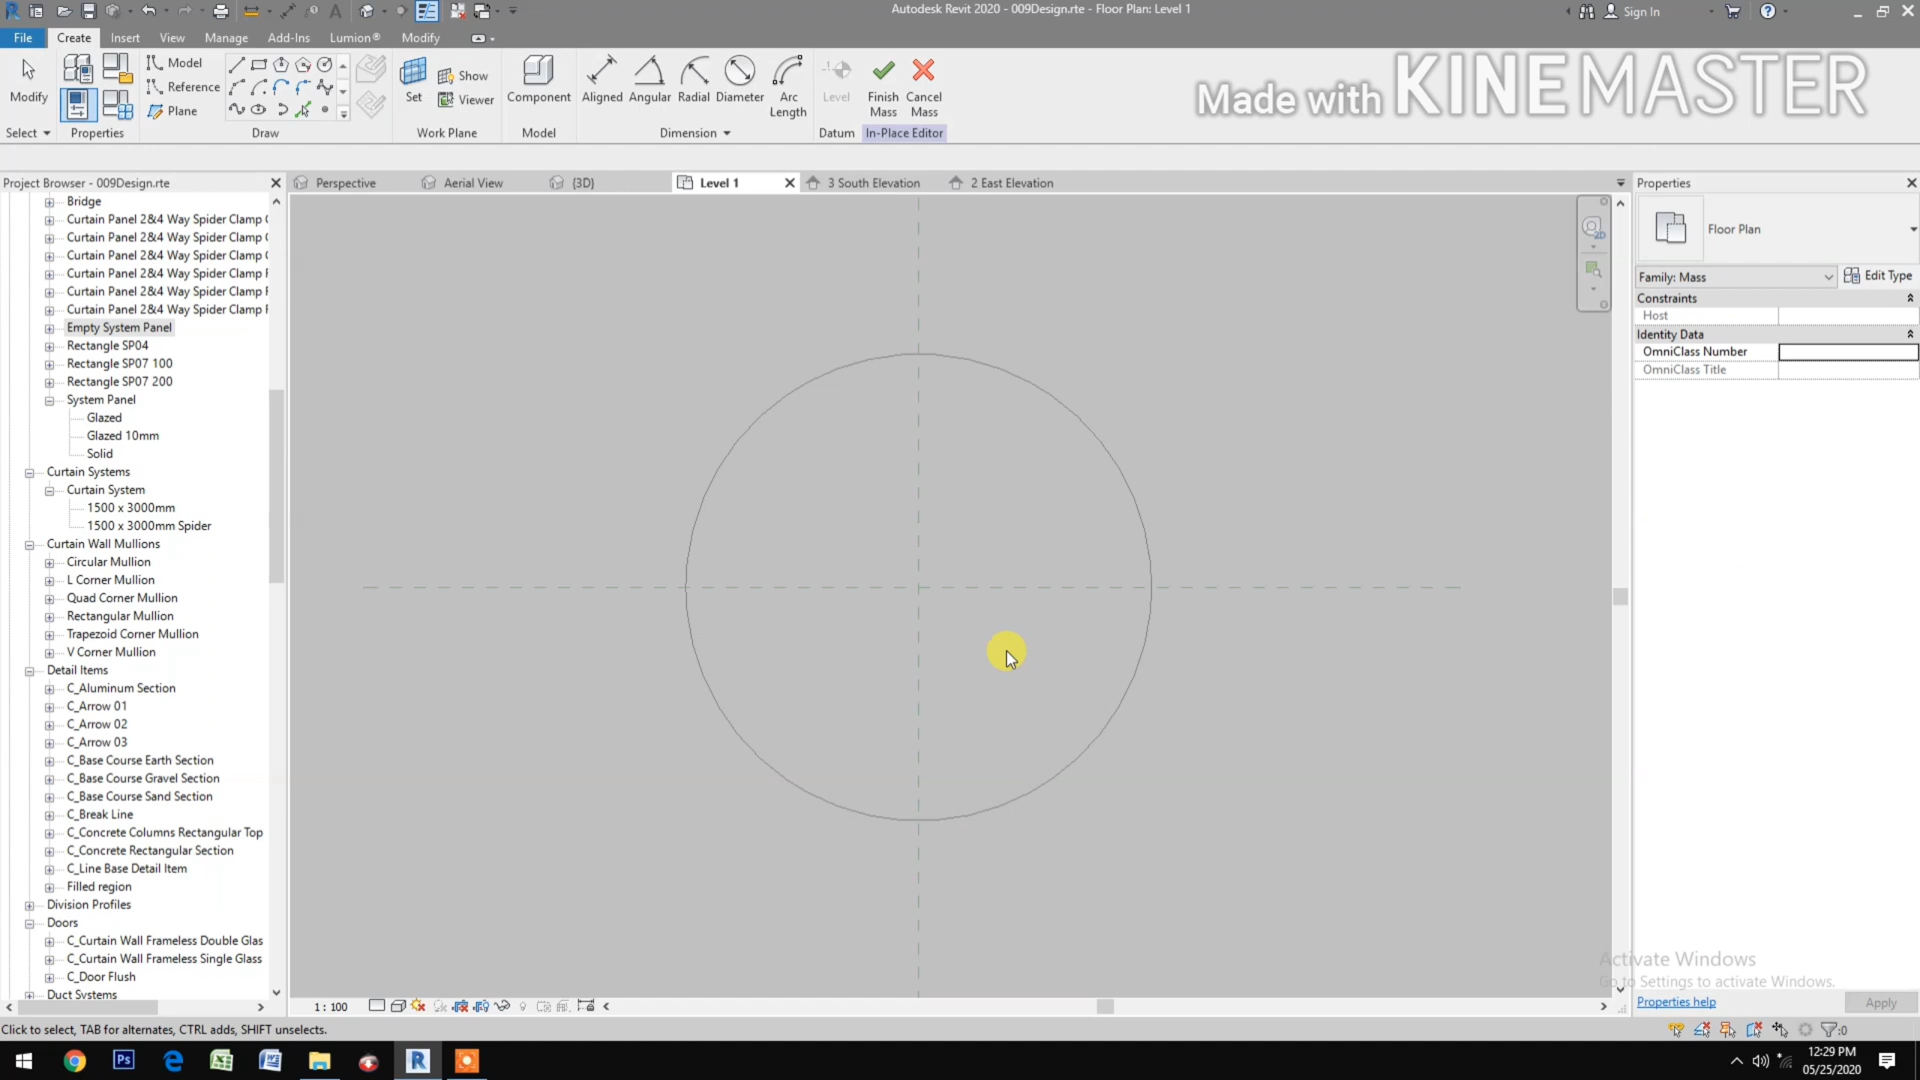 Autodesk Revit 2020 - 009Design.rte - Floor Plan: Level 1
Sign In
File Create Insert View Manage Add-Ins Lumion® Modify
Made with KINEMASTER
Modify
Model
Reference
Plane
Set
Show
Viewer
Component
Aligned Angular Radial Diameter Arc Length
Level
Finish Mass
Cancel Mass
Select Properties Draw Work Plane Model Dimension Datum In-Place Editor
Project Browser - 009Design.rte
Perspective Aerial View {3D} Level 1 3 South Elevation 2 East Elevation
Bridge
Curtain Panel 2&4 Way Spider Clamp
Curtain Panel 2&4 Way Spider Clamp
Curtain Panel 2&4 Way Spider Clamp
Curtain Panel 2&4 Way Spider Clamp
Curtain Panel 2&4 Way Spider Clamp
Curtain Panel 2&4 Way Spider Clamp
Empty System Panel
Rectangle SP04
Rectangle SP07 100
Rectangle SP07 200
System Panel
Glazed
Glazed 10mm
Solid
Curtain Systems
Curtain System
1500 x 3000mm
1500 x 3000mm Spider
Curtain Wall Mullions
Circular Mullion
L Corner Mullion
Quad Corner Mullion
Rectangular Mullion
Trapezoid Corner Mullion
V Corner Mullion
Detail Items
C_Aluminum Section
C_Arrow 01
C_Arrow 02
C_Arrow 03
C_Base Course Earth Section
C_Base Course Gravel Section
C_Base Course Sand Section
C_Break Line
C_Concrete Columns Rectangular Top
C_Concrete Rectangular Section
C_Line Base Detail Item
Filled region
Division Profiles
Doors
C_Curtain Wall Frameless Double Glas
C_Curtain Wall Frameless Single Glass
C_Door Flush
Duct Systems
2D
Properties
Floor Plan
Family: Mass
Edit Type
Constraints
Host
Identity Data
OmniClass Number
OmniClass Title
Activate Windows
Go to Settings to activate Windows.
Properties help
Apply
1 : 100
Click to select, TAB for alternates, CTRL adds, SHIFT unselects.
:0
12:29 PM
05/25/2020